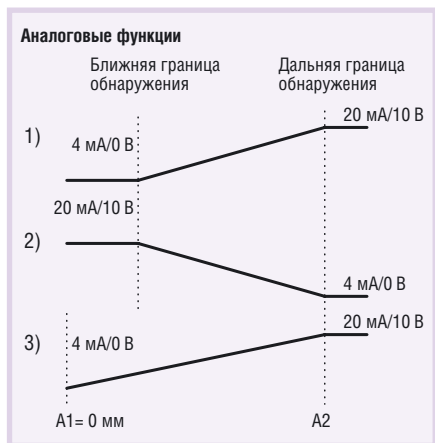 Аналоговые функции
Ближняя граница
обнаружения
Дальняя граница
обнаружения
1)
4 мА/0 В
20 мА/10 В
20 мА/10 В
2)
4 мА/0 В
20 мА/10 В
3)
4 мА/0 В
A1= 0 мм
A2